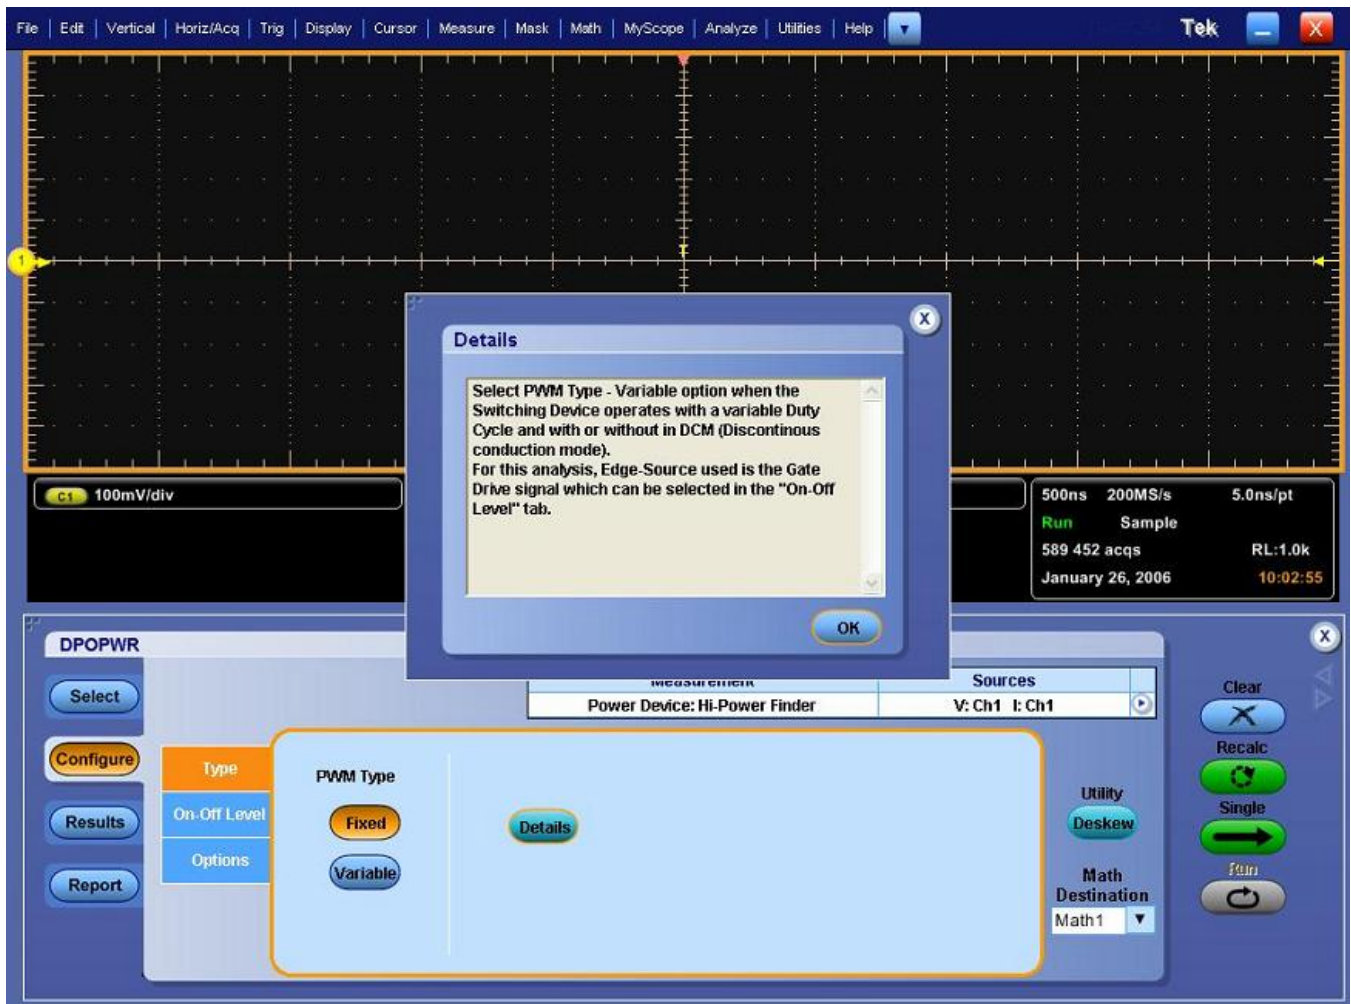 File | Edit | Vertical | Horiz/Acq | Trig | Display | Cursor | Measure | Mask | Math | MyScope | Analyze | Utilities | Help | Tek X
1
T
X
Details
Select PWM Type - Variable option when the
Switching Device operates with a variable Duty
Cycle and with or without in DCM (Discontinous
conduction mode).
For this analysis, Edge-Source used is the Gate
Drive signal which can be selected in the "On-Off
Level" tab.
OK
C1 100mV/div
500ns 200MS/s 5.0ns/pt
Run Sample
589 452 acqs RL:1.0k
January 26, 2006 10:02:55
DPOPWR
X
Select
Configure
Results
Report
Measurement Sources
Power Device: Hi-Power Finder V: Ch1 I: Ch1
Type
On-Off Level
Options
PWM Type
Fixed
Variable
Details
Utility
Deskew
Math
Destination
Math1
Clear
Recalc
Single
Run